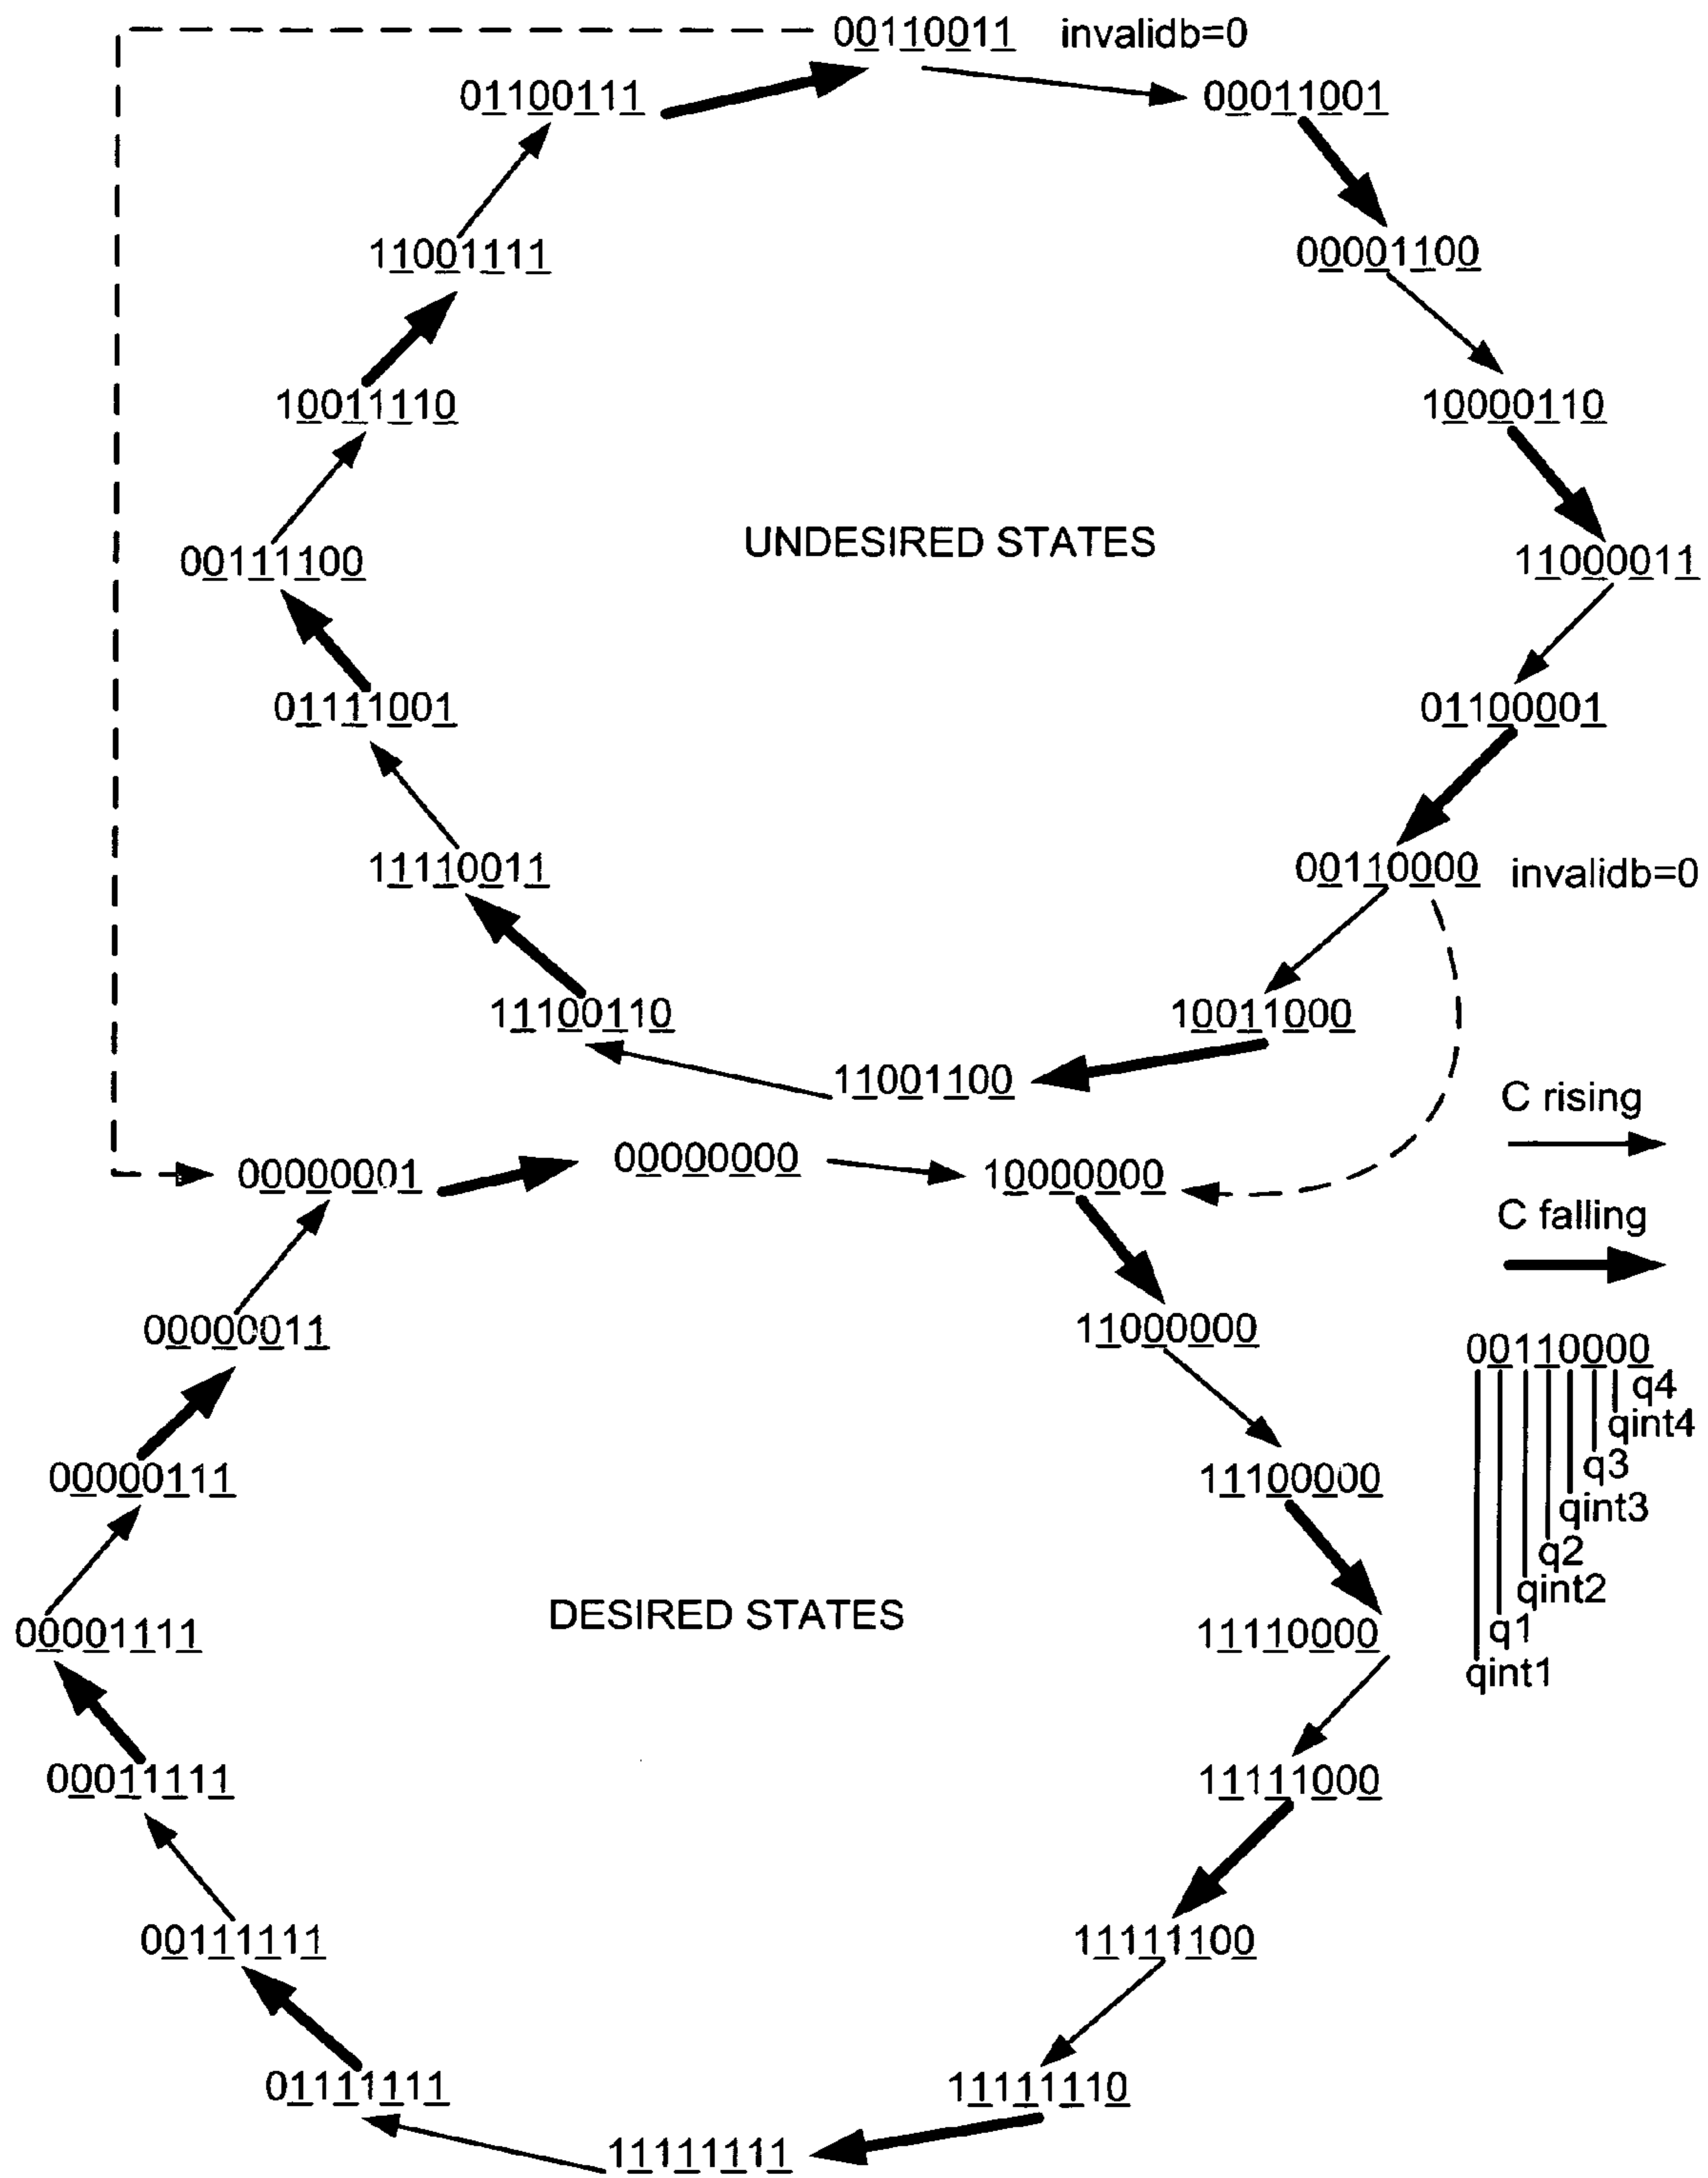 00110011 invalidb=0
01100111
00011001
11001111
00001100
10011110
10000110
UNDESIRED STATES
00111100
11000011
01111001
01100001
11110011
00110000 invalidb=0
11100110
10011000
11001100
C rising
00000001
00000000
10000000
C falling
00000011
11000000
00110000
q4
qint4
q3
qint3
q2
qint2
q1
qint1
00000111
11100000
DESIRED STATES
00001111
11110000
00011111
11111000
00111111
11111100
01111111
11111110
11111111